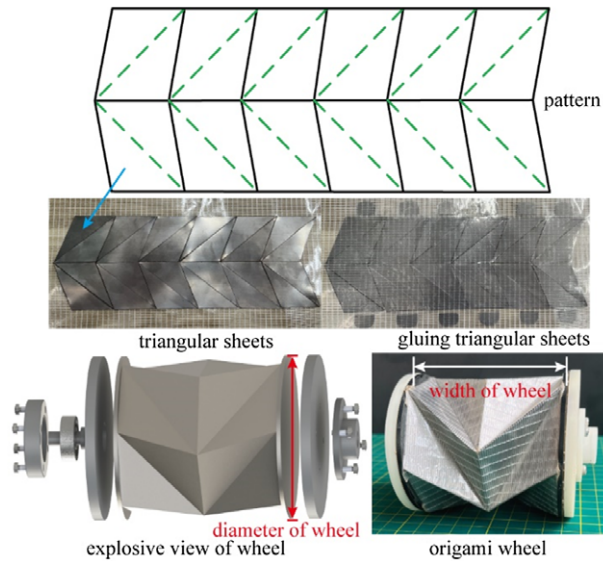 pattern
triangular sheets
gluing triangular sheets
width of wheel
diameter of wheel
explosive view of wheel
origami wheel